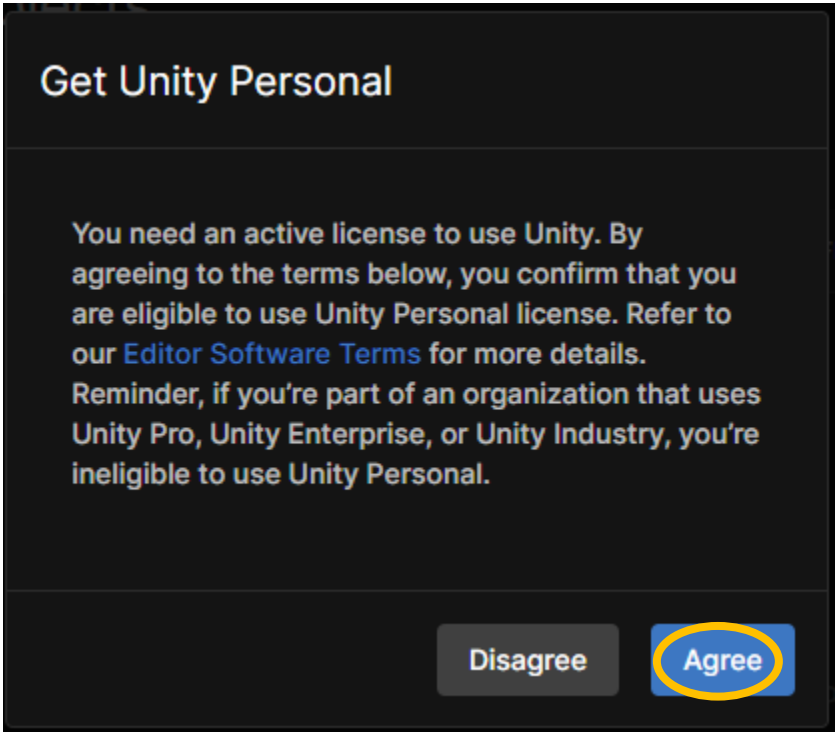 Get Unity Personal
You need an active license to use Unity. By
agreeing to the terms below, you confirm that you
are eligible to use Unity Personal license. Refer to
our Editor Software Terms for more details.
Reminder, if you’re part of an organization that uses
Unity Pro, Unity Enterprise, or Unity Industry, you’re
ineligible to use Unity Personal.
Disagree Agree